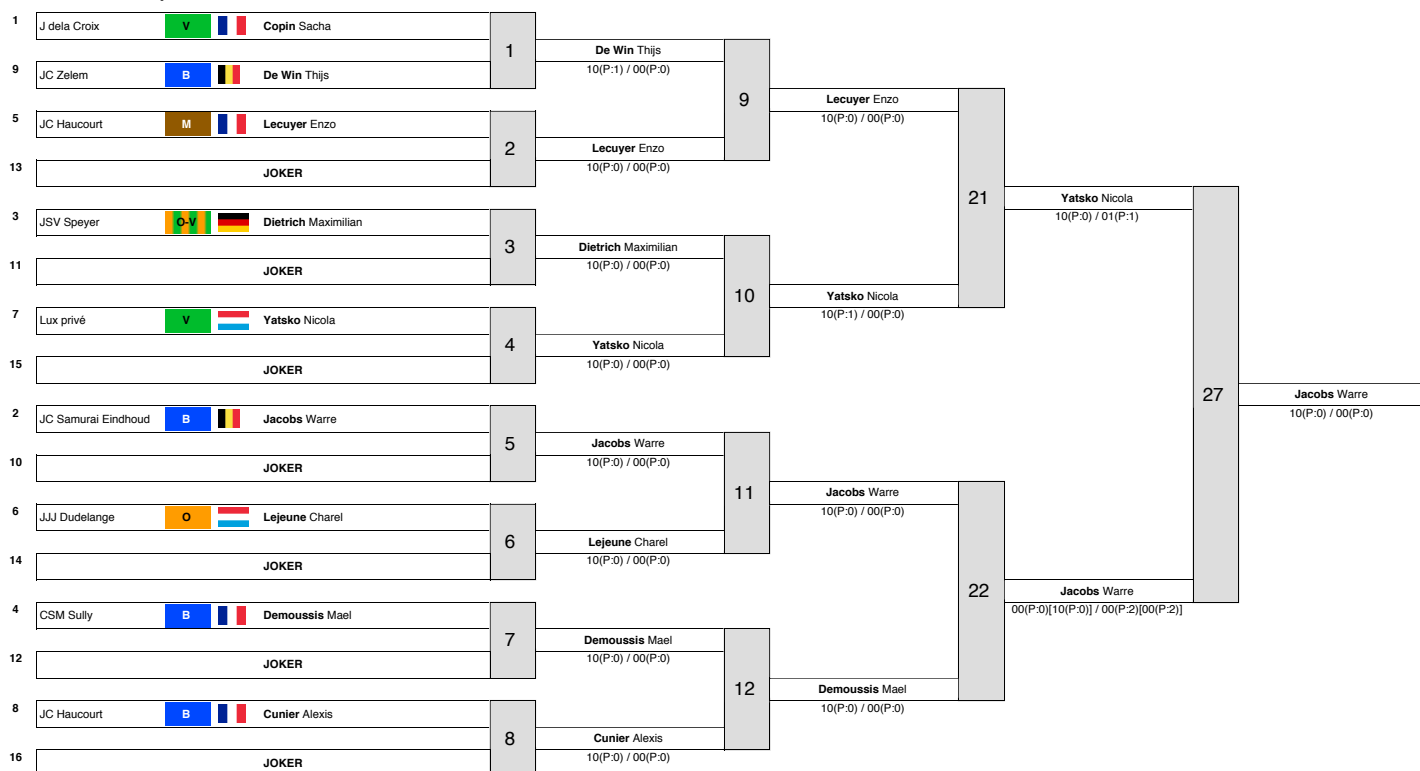 1 J dela Croix V Copin Sacha
1
De Win Thijs
10(P:1) / 00(P:0)
9 JC Zelem B De Win Thijs
9
Lecuyer Enzo
10(P:0) / 00(P:0)
5 JC Haucourt M Lecuyer Enzo
2
Lecuyer Enzo
10(P:0) / 00(P:0)
13 JOKER
21
Yatsko Nicola
10(P:0) / 01(P:1)
3 JSV Speyer O-V Dietrich Maximilian
3
Dietrich Maximilian
10(P:0) / 00(P:0)
11 JOKER
10
Yatsko Nicola
10(P:1) / 00(P:0)
7 Lux privé V Yatsko Nicola
4
Yatsko Nicola
10(P:0) / 00(P:0)
15 JOKER
27
Jacobs Warre
10(P:0) / 00(P:0)
2 JC Samurai Eindhoud B Jacobs Warre
5
Jacobs Warre
10(P:0) / 00(P:0)
10 JOKER
11
Jacobs Warre
10(P:0) / 00(P:0)
6 JJJ Dudelange O Lejeune Charel
6
Lejeune Charel
10(P:0) / 00(P:0)
14 JOKER
22
Jacobs Warre
00(P:0)[10(P:0)] / 00(P:2)[00(P:2)]
4 CSM Sully B Demoussis Mael
7
Demoussis Mael
10(P:0) / 00(P:0)
12 JOKER
12
Demoussis Mael
10(P:0) / 00(P:0)
8 JC Haucourt B Cunier Alexis
8
Cunier Alexis
10(P:0) / 00(P:0)
16 JOKER